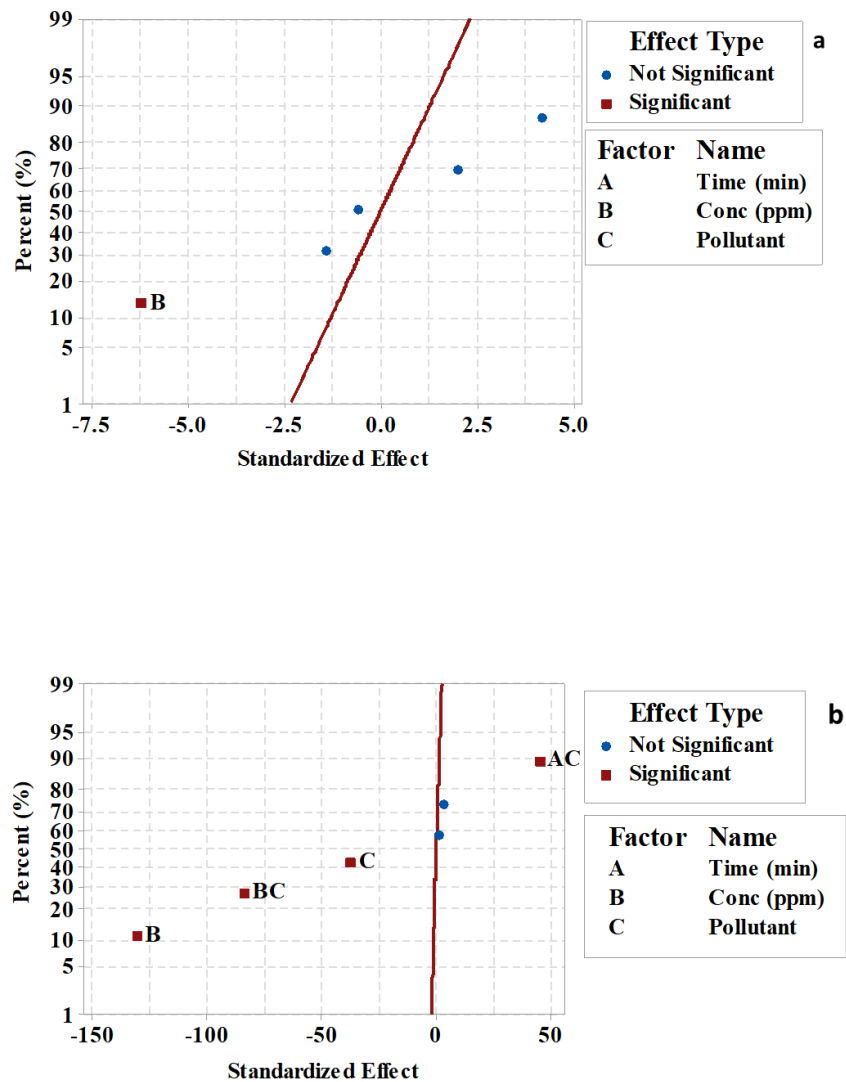 99
95
90
80
70
60
50
40
30
20
10
5
1
Percent (%)
B
-7.5 -5.0 -2.5 0.0 2.5 5.0
Standardized Effect
Effect Type
Not Significant
Significant
a
Factor Name
A Time (min)
B Conc (ppm)
C Pollutant
99
95
90
80
70
60
50
40
30
20
10
5
1
Percent (%)
AC
C
BC
B
-150 -100 -50 0 50
Standardized Effect
Effect Type
Not Significant
Significant
b
Factor Name
A Time (min)
B Conc (ppm)
C Pollutant